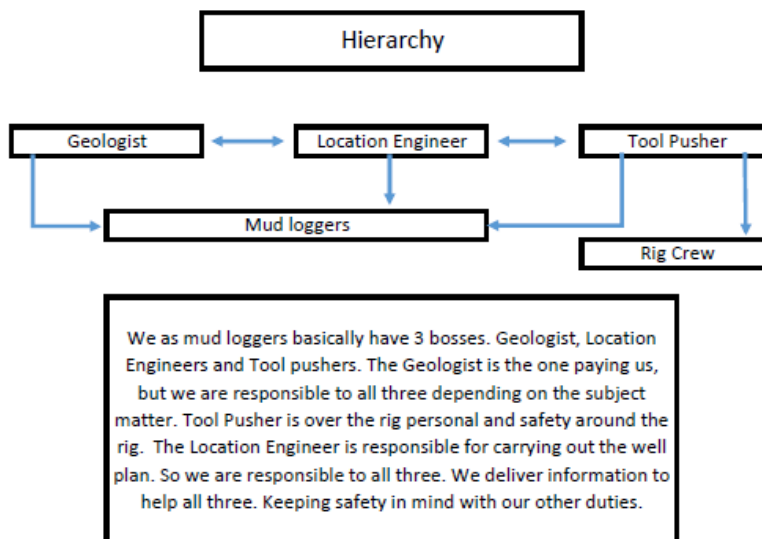 Hierarchy
Geologist
Location Engineer
Tool Pusher
Mud loggers
Rig Crew
We as mud loggers basically have 3 bosses. Geologist, Location
Engineers and Tool pushers. The Geologist is the one paying us,
but we are responsible to all three depending on the subject
matter. Tool Pusher is over the rig personal and safety around the
rig.  The Location Engineer is responsible for carrying out the well
plan. So we are responsible to all three. We deliver information to
help all three. Keeping safety in mind with our other duties.